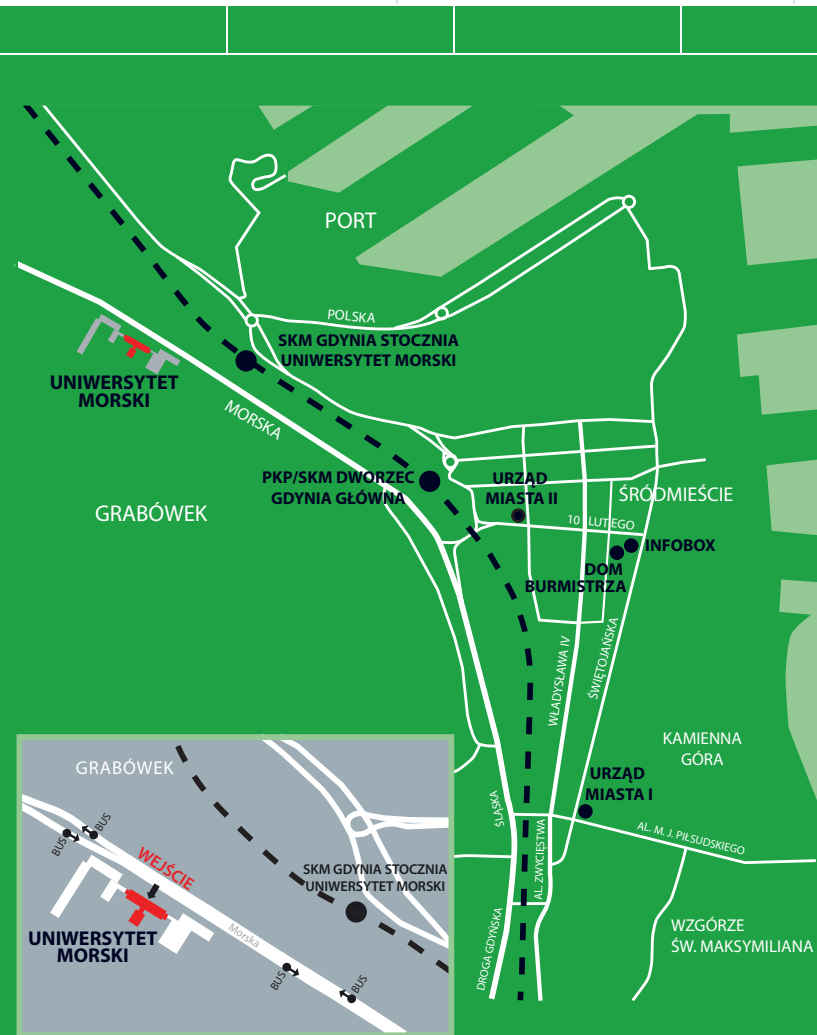 PORT
POLSKA
SKM GDYNIA STOCZNIA
UNIWERSYTET MORSKI
UNIWERSYTET
MORSKI
MORSKA
PKP/SKM DWORZEC
GDYNIA GŁÓWNA
URZĄD
MIASTA II
ŚRÓDMIEŚCIE
GRABÓWEK
10 LUTEGO
INFOBOX
DOM
BURMISTRZA
WŁADYSŁAWA IV
ŚWIĘTOJAŃSKA
KAMIENNA
GÓRA
URZĄD
MIASTA I
ŚLĄSKA
AL. ZWYCIĘSTWA
AL. M. J. PIŁSUDSKIEGO
DROGA GDYŃSKA
WZGÓRZE
ŚW. MAKSYMILIANA
GRABÓWEK
BUS
BUS
WEJŚCIE
SKM GDYNIA STOCZNIA
UNIWERSYTET MORSKI
UNIWERSYTET
MORSKI
Morska
BUS
BUS